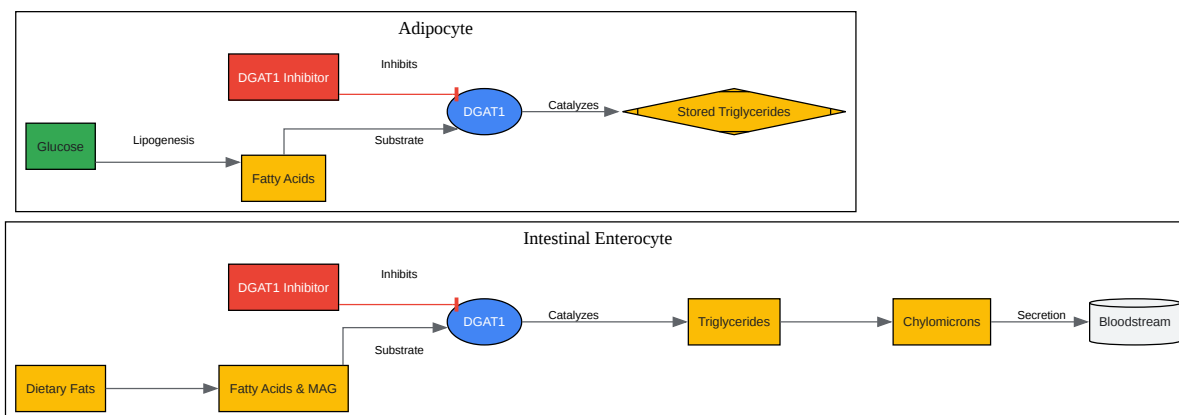 Adipocyte
DGAT1 Inhibitor
Inhibits
DGAT1
Catalyzes
Stored Triglycerides
Glucose
Lipogenesis
Substrate
Fatty Acids
Intestinal Enterocyte
DGAT1 Inhibitor
Inhibits
DGAT1
Catalyzes
Triglycerides
Chylomicrons
Secretion
Bloodstream
Substrate
Dietary Fats
Fatty Acids & MAG